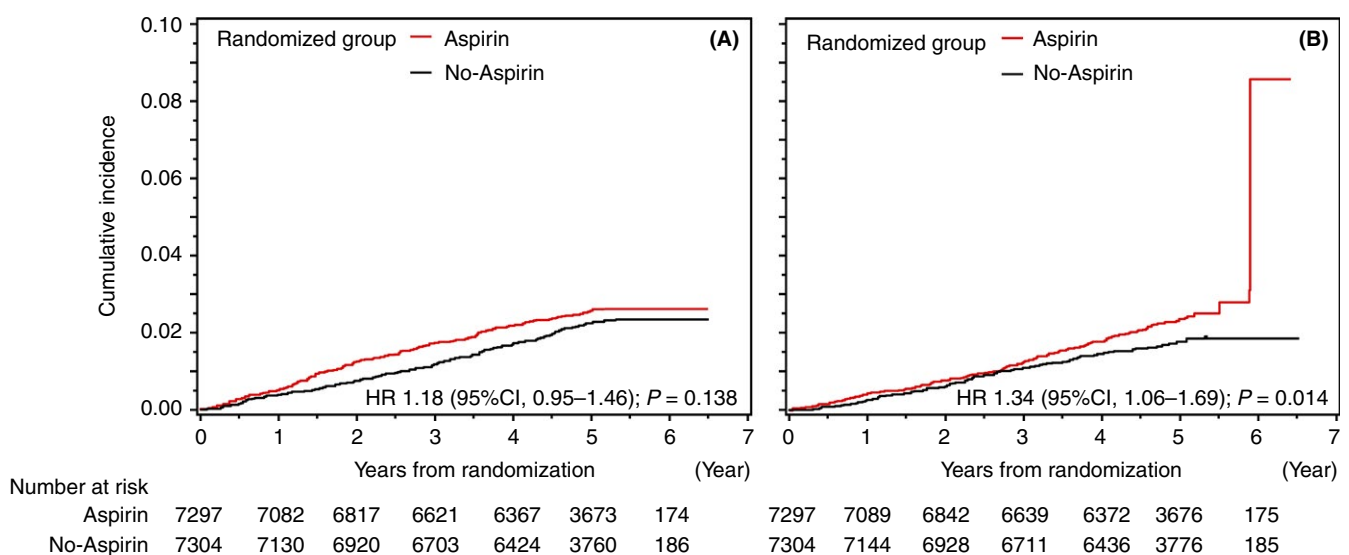 Randomized group
Aspirin
No-Aspirin
(A)
Cumulative incidence
0.10
0.08
0.06
0.04
0.02
0.00
HR 1.18 (95%CI, 0.95–1.46); P = 0.138
0 1 2 3 4 5 6 7
Years from randomization (Year)
Randomized group
Aspirin
No-Aspirin
(B)
HR 1.34 (95%CI, 1.06–1.69); P = 0.014
0 1 2 3 4 5 6 7
Years from randomization (Year)
Number at risk
Aspirin 7297 7082 6817 6621 6367 3673 174 7297 7089 6842 6639 6372 3676 175
No-Aspirin 7304 7130 6920 6703 6424 3760 186 7304 7144 6928 6711 6436 3776 185